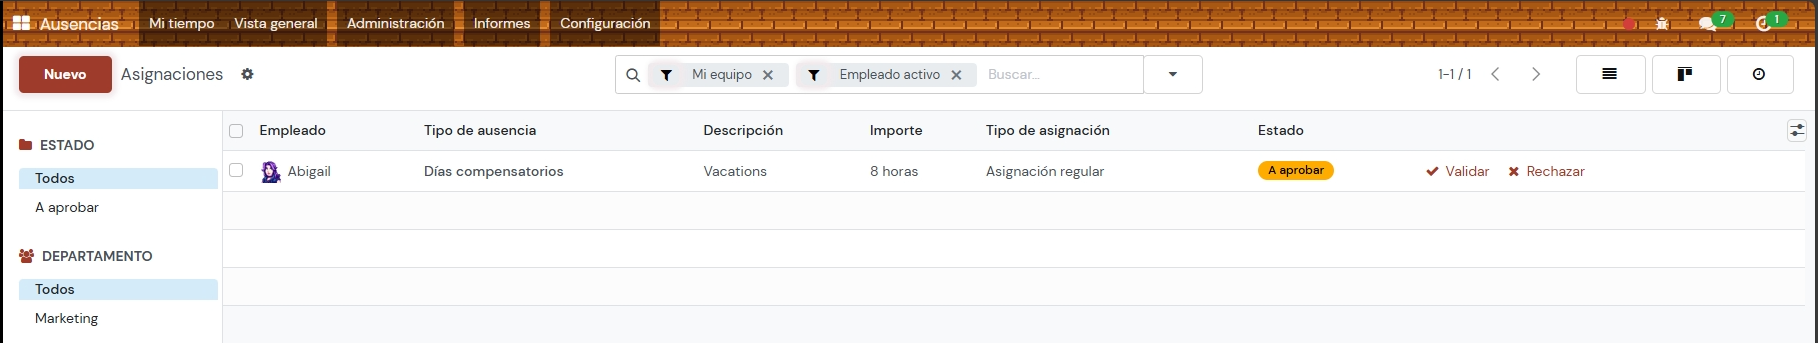 Ausencias Mi tiempo Vista general Administración Informes Configuración 7 1
Nuevo Asignaciones Mi equipo Empleado activo Buscar... 1-1 / 1
ESTADO
Todos
A aprobar
DEPARTAMENTO
Todos
Marketing
Empleado Tipo de ausencia Descripción Importe Tipo de asignación Estado
Abigail Días compensatorios Vacations 8 horas Asignación regular A aprobar Validar Rechazar